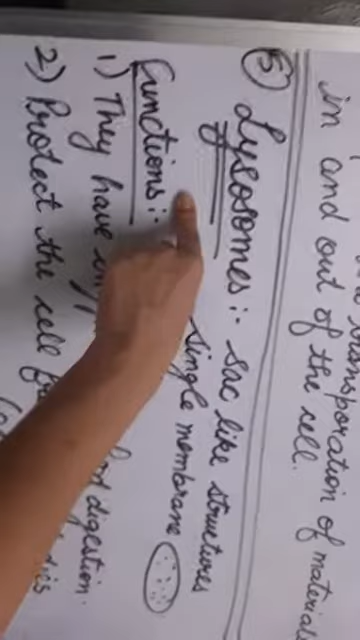 transportation of materials
in and out of the cell.
5 Lysosomes:- sac like structures
single membrane
Functions:-
1) They have digestion.
2) Protect the cell